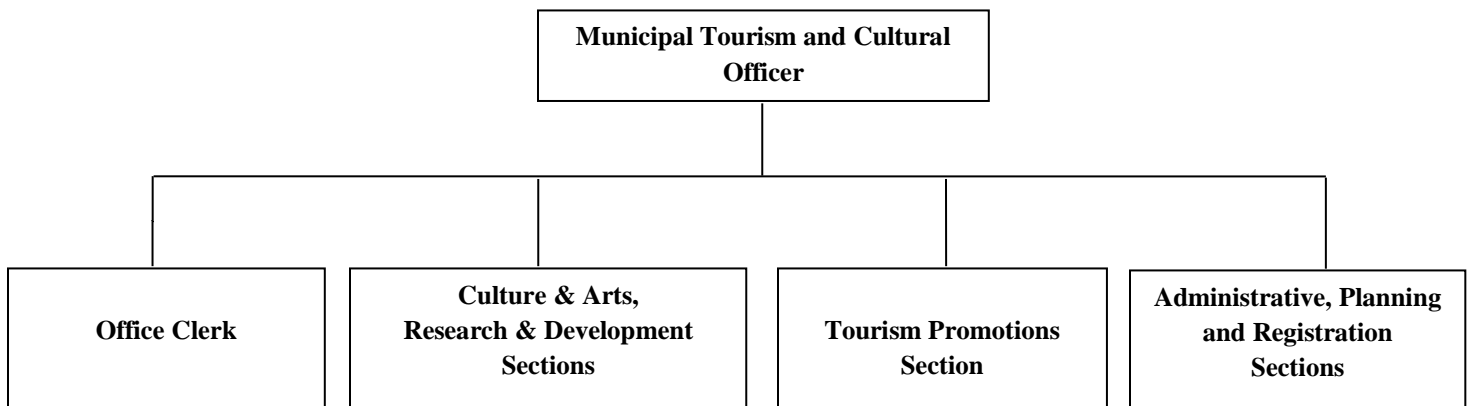 Municipal Tourism and Cultural
Officer
Office Clerk
Culture & Arts,
Research & Development
Sections
Tourism Promotions
Section
Administrative, Planning
and Registration
Sections